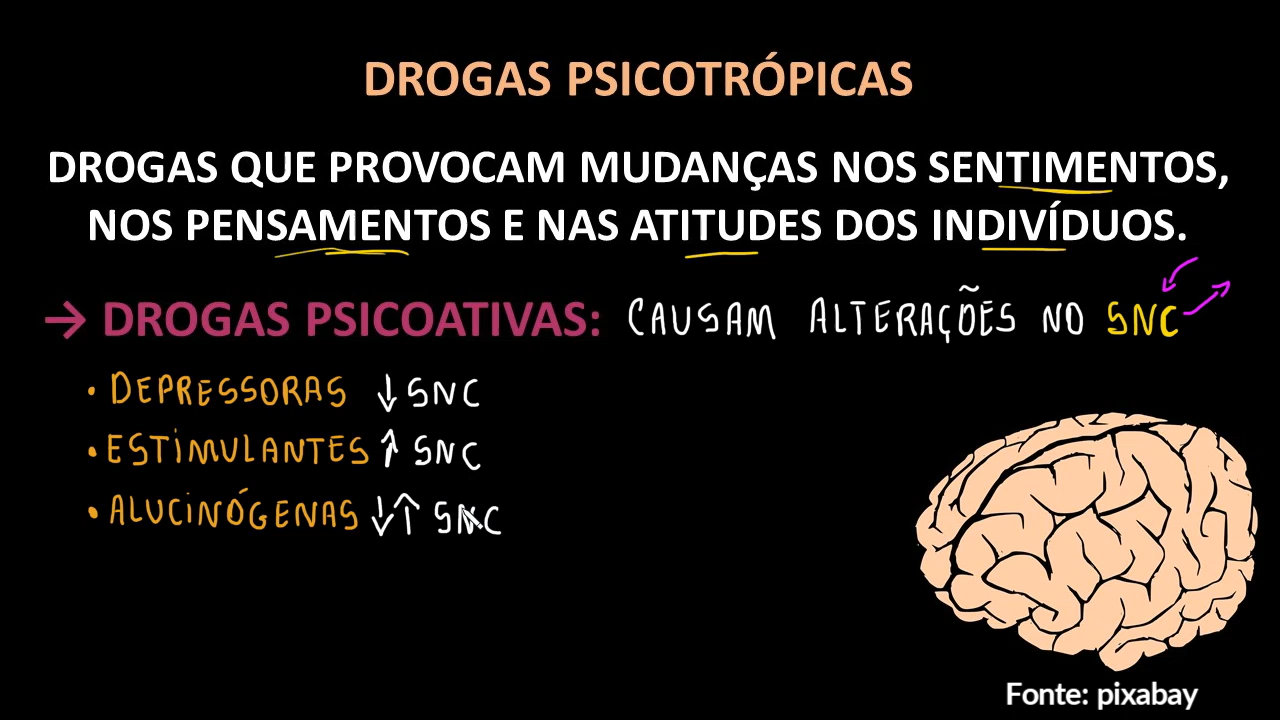 DROGAS PSICOTRÓPICAS
DROGAS QUE PROVOCAM MUDANÇAS NOS SENTIMENTOS,
NOS PENSAMENTOS E NAS ATITUDES DOS INDIVÍDUOS.
→ DROGAS PSICOATIVAS: CAUSAM ALTERAÇÕES NO SNC
• DEPRESSORAS ↓ SNC
• ESTIMULANTES ↑ SNC
• ALUCINÓGENAS ↓↑ SNC
Fonte: pixabay